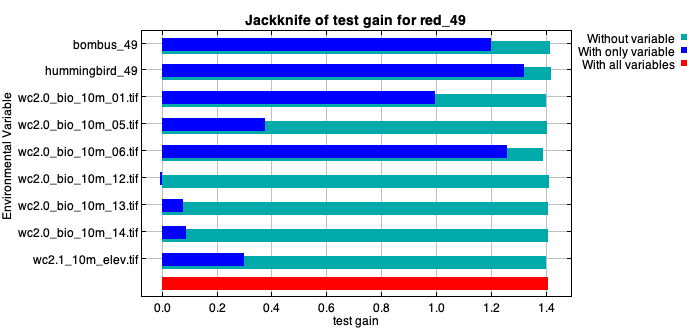 Jackknife of test gain for red_49
Without variable
With only variable
With all variables
Environmental Variable
bombus_49
hummingbird_49
wc2.0_bio_10m_01.tif
wc2.0_bio_10m_05.tif
wc2.0_bio_10m_06.tif
wc2.0_bio_10m_12.tif
wc2.0_bio_10m_13.tif
wc2.0_bio_10m_14.tif
wc2.1_10m_elev.tif
0.0 0.2 0.4 0.6 0.8 1.0 1.2 1.4
test gain